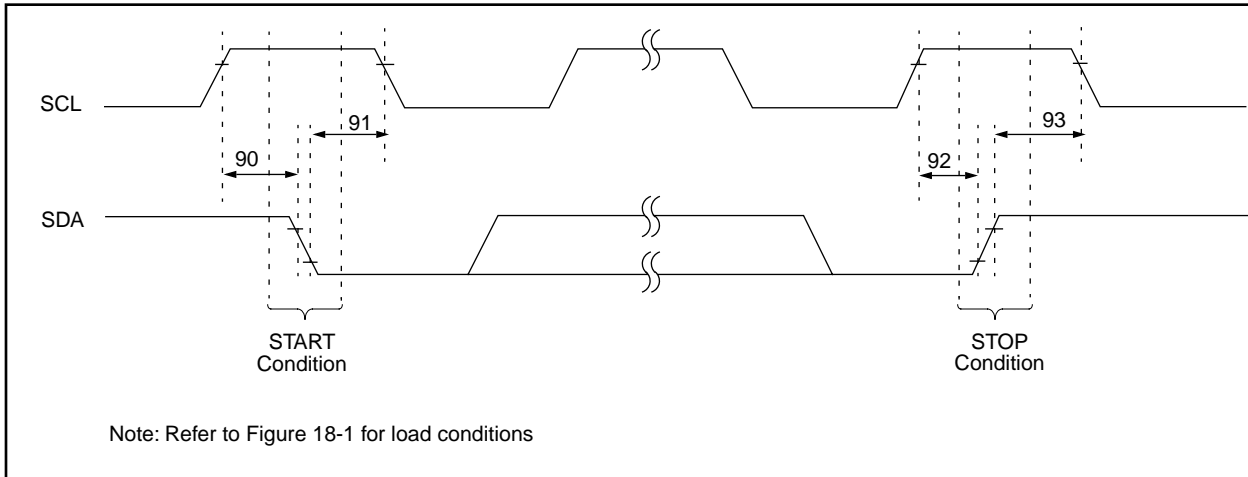 SCL
91
93
90
92
SDA
START
Condition
STOP
Condition
Note: Refer to Figure 18-1 for load conditions